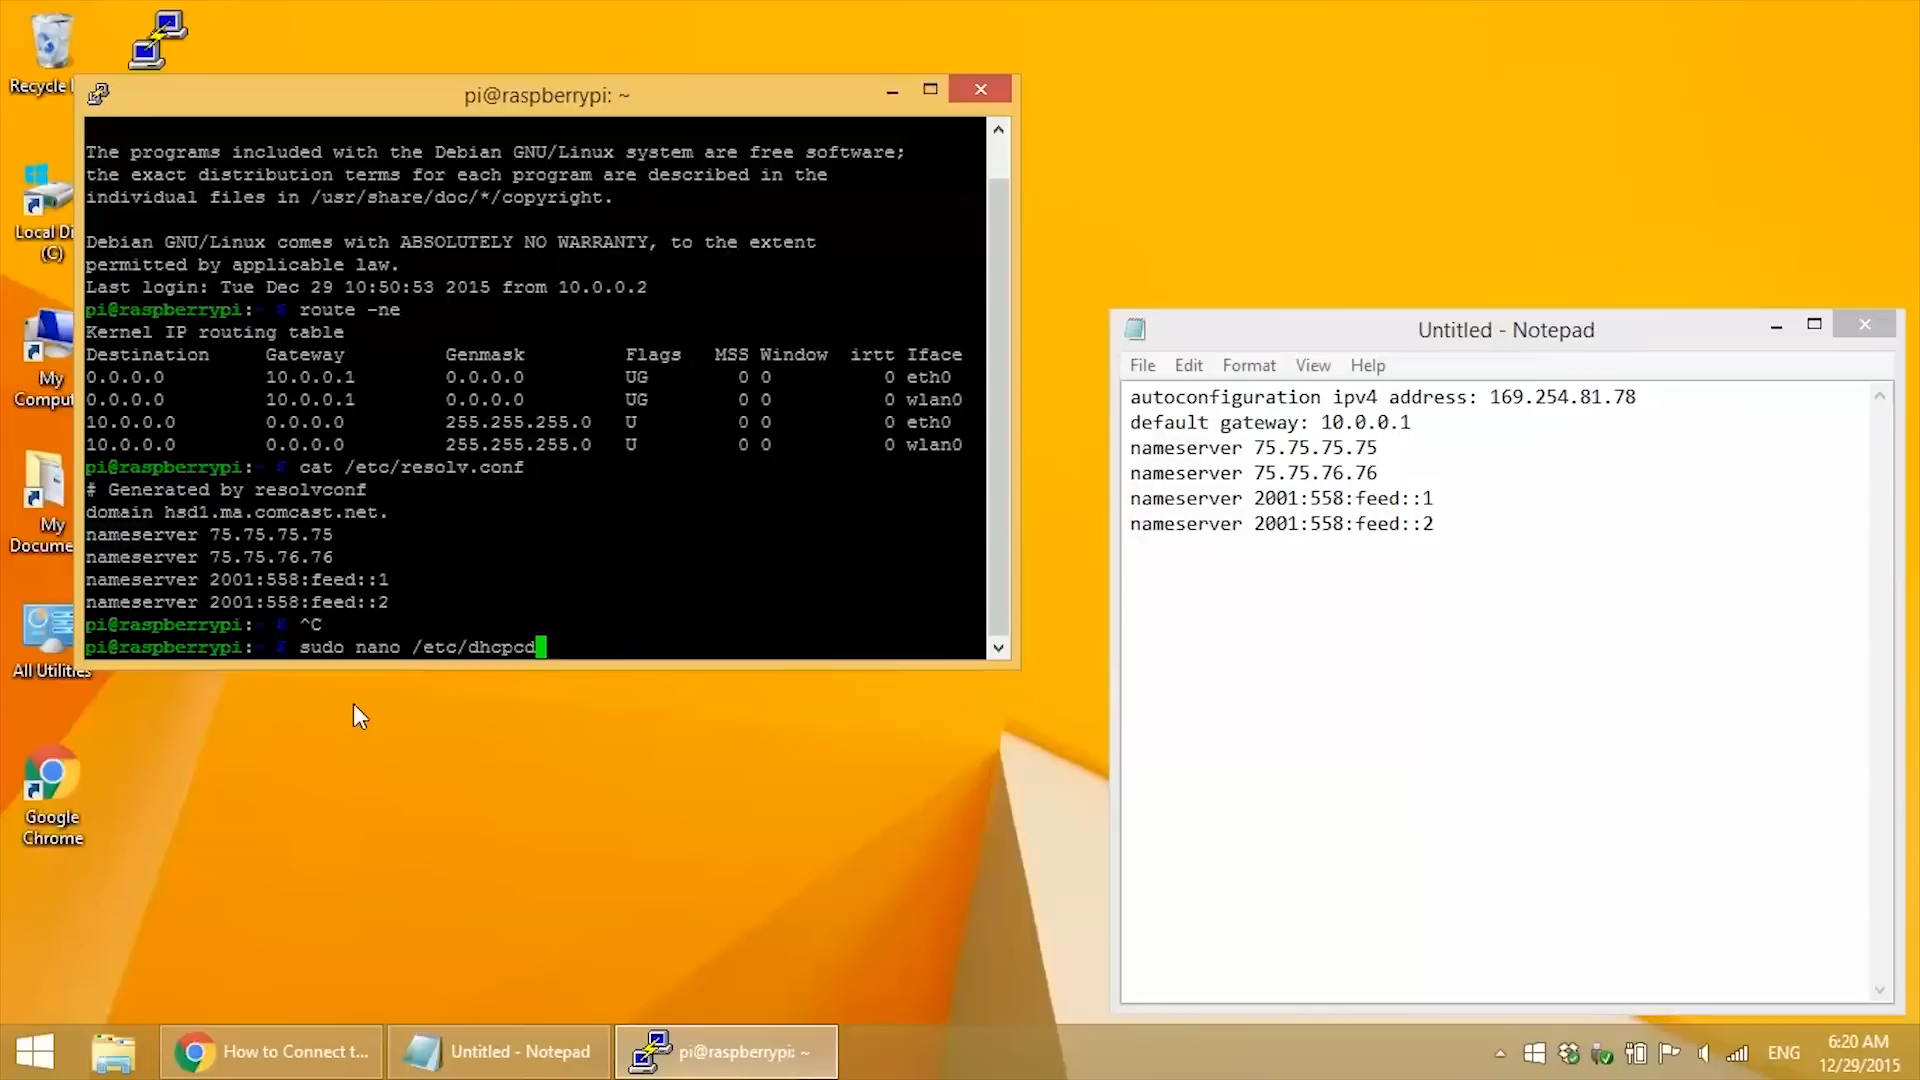 Recycle
pi@raspberrypi: ~
The programs included with the Debian GNU/Linux system are free software;
the exact distribution terms for each program are described in the
individual files in /usr/share/doc/*/copyright.
Debian GNU/Linux comes with ABSOLUTELY NO WARRANTY, to the extent
permitted by applicable law.
Last login: Tue Dec 29 10:50:53 2015 from 10.0.0.2
pi@raspberrypi:~ $ route -ne
Kernel IP routing table
Destination Gateway Genmask Flags MSS Window irtt Iface
0.0.0.0 10.0.0.1 0.0.0.0 UG 0 0 0 eth0
0.0.0.0 10.0.0.1 0.0.0.0 UG 0 0 0 wlan0
10.0.0.0 0.0.0.0 255.255.255.0 U 0 0 0 eth0
10.0.0.0 0.0.0.0 255.255.255.0 U 0 0 0 wlan0
pi@raspberrypi:~ $ cat /etc/resolv.conf
# Generated by resolvconf
domain hsd1.ma.comcast.net.
nameserver 75.75.75.75
nameserver 75.75.76.76
nameserver 2001:558:feed::1
nameserver 2001:558:feed::2
pi@raspberrypi:~ $ ^C
pi@raspberrypi:~ $ sudo nano /etc/dhcpcd
Local Di
(C)
My
Comput
My
Docume
All Utilities
Google
Chrome
Untitled - Notepad
File Edit Format View Help
autoconfiguration ipv4 address: 169.254.81.78
default gateway: 10.0.0.1
nameserver 75.75.75.75
nameserver 75.75.76.76
nameserver 2001:558:feed::1
nameserver 2001:558:feed::2
How to Connect t...
Untitled - Notepad
pi@raspberrypi: ~
ENG
6:20 AM
12/29/2015